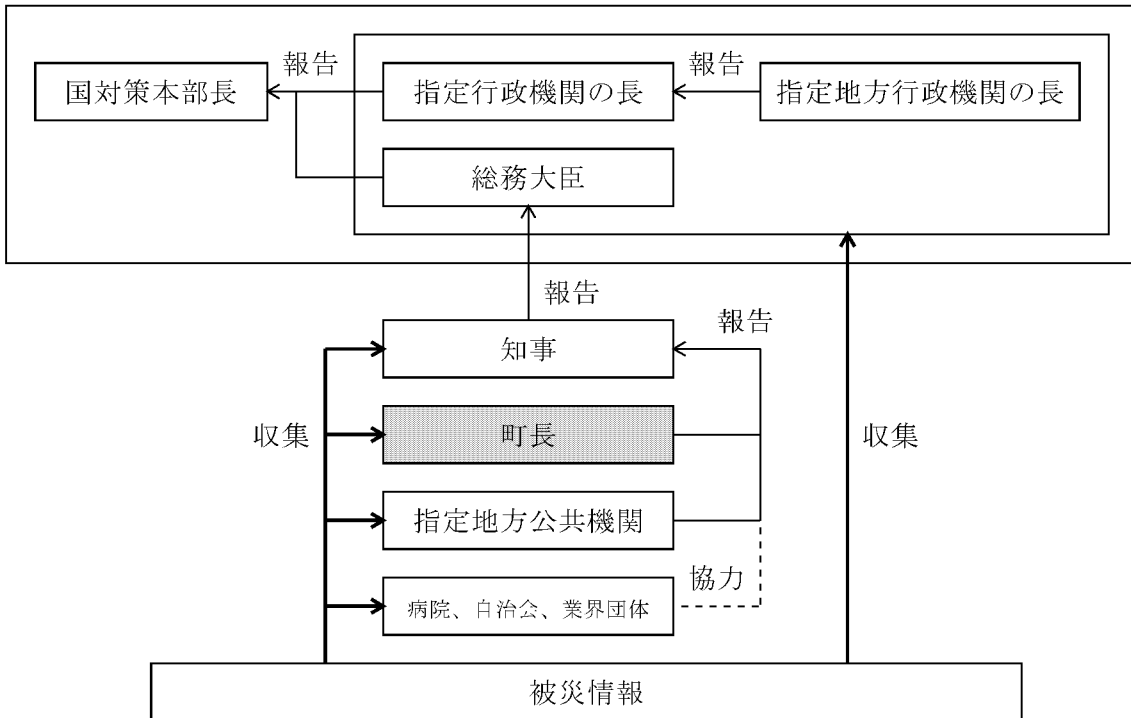 報告
報告
国対策本部長
指定行政機関の長
指定地方行政機関の長
総務大臣
報告
報告
知事
収集
町長
収集
指定地方公共機関
協力
病院、自治会、業界団体
被災情報